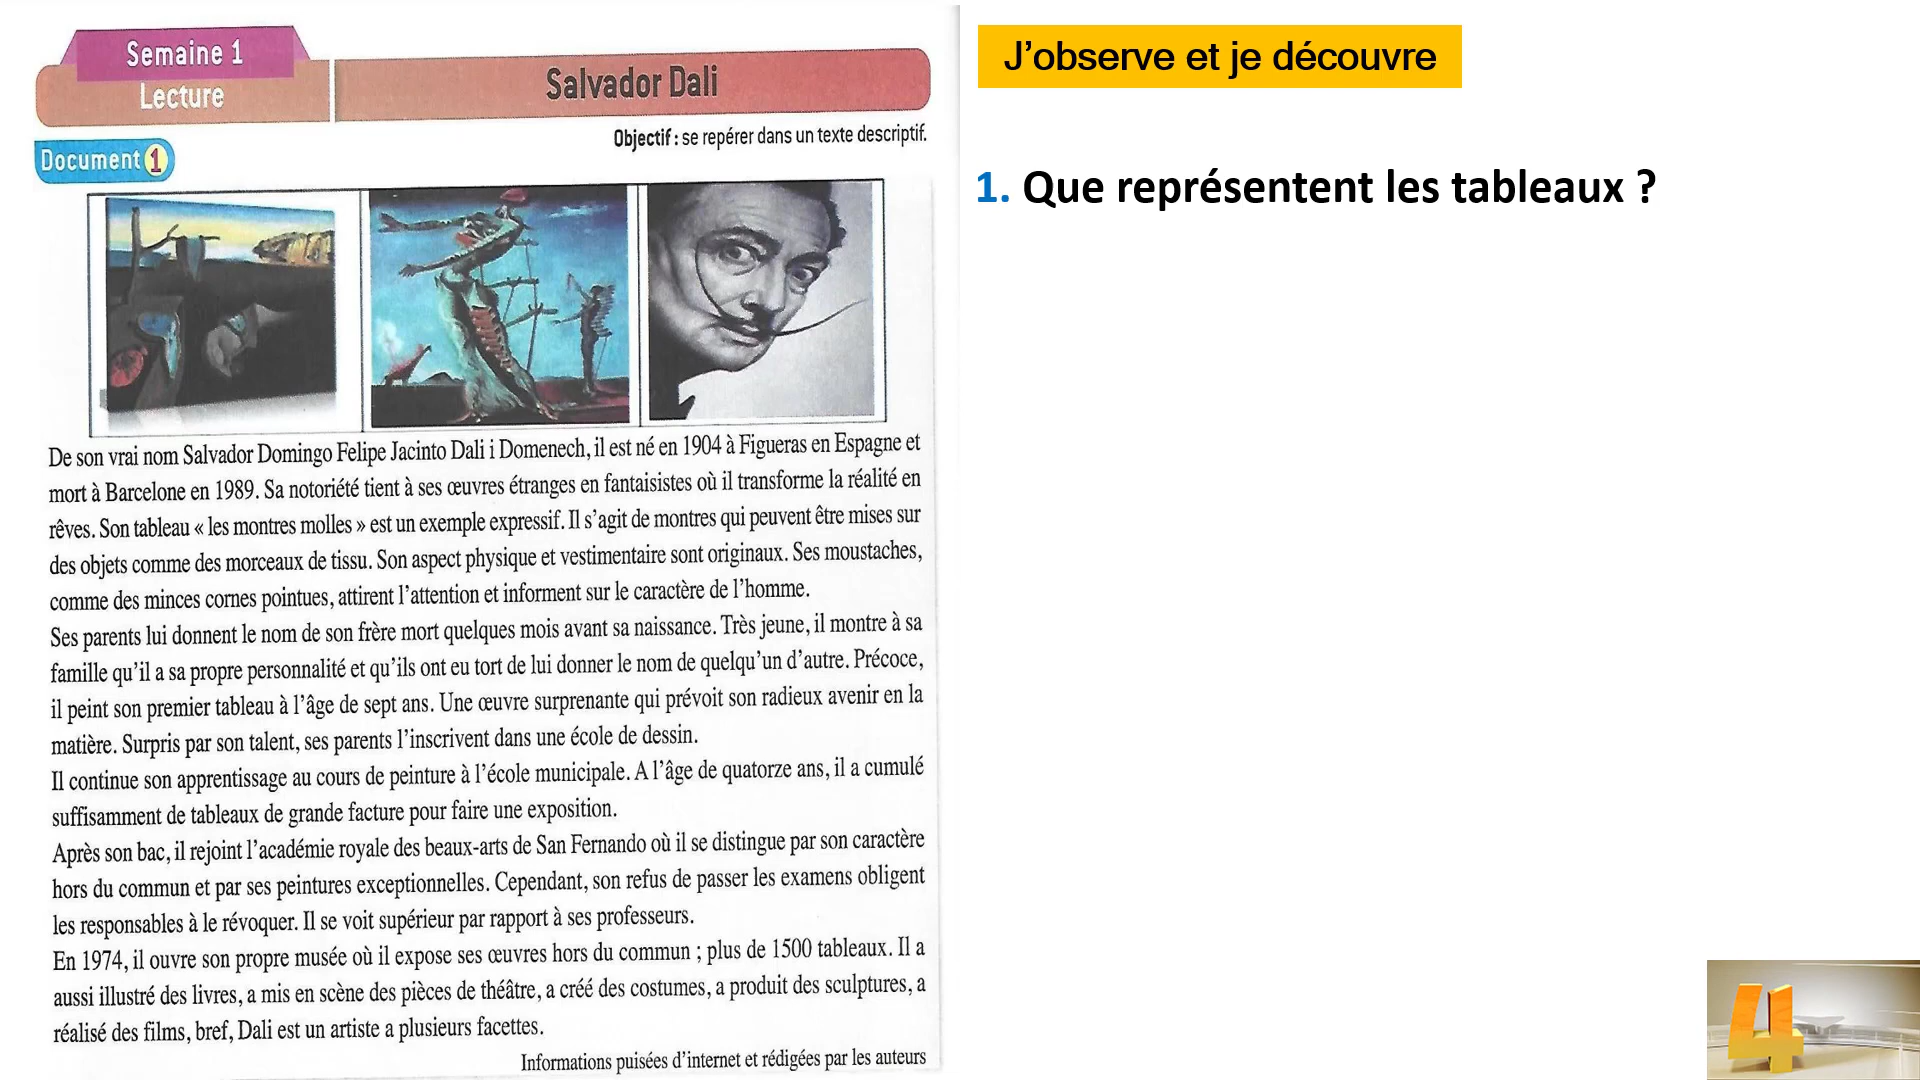 Semaine 1
Lecture
Salvador Dali
Objectif : se repérer dans un texte descriptif.
Document 1
De son vrai nom Salvador Domingo Felipe Jacinto Dali i Domenech, il est né en 1904 à Figueras en Espagne et
mort à Barcelone en 1989. Sa notoriété tient à ses œuvres étranges en fantaisistes où il transforme la réalité en
rêves. Son tableau « les montres molles » est un exemple expressif. Il s’agit de montres qui peuvent être mises sur
des objets comme des morceaux de tissu. Son aspect physique et vestimentaire sont originaux. Ses moustaches,
comme des minces cornes pointues, attirent l’attention et informent sur le caractère de l’homme.
Ses parents lui donnent le nom de son frère mort quelques mois avant sa naissance. Très jeune, il montre à sa
famille qu’il a sa propre personnalité et qu’ils ont eu tort de lui donner le nom de quelqu’un d’autre. Précoce,
il peint son premier tableau à l’âge de sept ans. Une œuvre surprenante qui prévoit son radieux avenir en la
matière. Surpris par son talent, ses parents l’inscrivent dans une école de dessin.
Il continue son apprentissage au cours de peinture à l’école municipale. A l’âge de quatorze ans, il a cumulé
suffisamment de tableaux de grande facture pour faire une exposition.
Après son bac, il rejoint l’académie royale des beaux-arts de San Fernando où il se distingue par son caractère
hors du commun et par ses peintures exceptionnelles. Cependant, son refus de passer les examens obligent
les responsables à le révoquer. Il se voit supérieur par rapport à ses professeurs.
En 1974, il ouvre son propre musée où il expose ses œuvres hors du commun ; plus de 1500 tableaux. Il a
aussi illustré des livres, a mis en scène des pièces de théâtre, a créé des costumes, a produit des sculptures, a
réalisé des films, bref, Dali est un artiste a plusieurs facettes.
Informations puisées d’internet et rédigées par les auteurs
J’observe et je découvre
1. Que représentent les tableaux ?
4